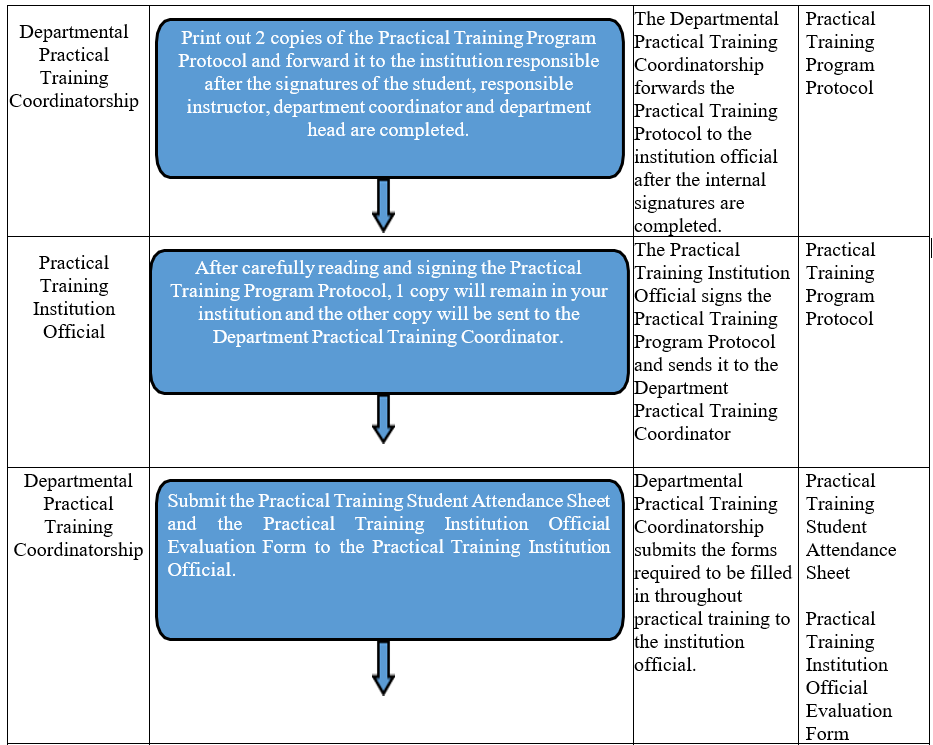 Departmental
Practical
Training
Coordinatorship
Print out 2 copies of the Practical Training Program
Protocol and forward it to the institution responsible
after the signatures of the student, responsible
instructor, department coordinator and department
head are completed.
The Departmental
Practical Training
Coordinatorship
forwards the
Practical Training
Protocol to the
institution official
after the internal
signatures are
completed.
Practical
Training
Program
Protocol
Practical
Training
Institution
Official
After carefully reading and signing the Practical
Training Program Protocol, 1 copy will remain in your
institution and the other copy will be sent to the
Department Practical Training Coordinator.
The Practical
Training Institution
Official signs the
Practical Training
Program Protocol
and sends it to the
Department
Practical Training
Coordinator
Practical
Training
Program
Protocol
Departmental
Practical
Training
Coordinatorship
Submit the Practical Training Student Attendance Sheet
and the Practical Training Institution Official
Evaluation Form to the Practical Training Institution
Official.
Departmental
Practical Training
Coordinatorship
submits the forms
required to be filled
in throughout
practical training to
the institution
official.
Practical
Training
Student
Attendance
Sheet
Practical
Training
Institution
Official
Evaluation
Form